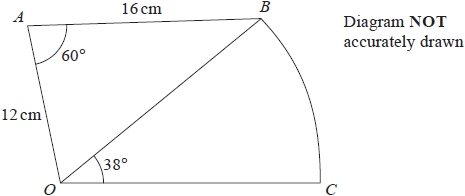 16 cm
A
B
Diagram NOT
accurately drawn
60°
12 cm
38°
O
C